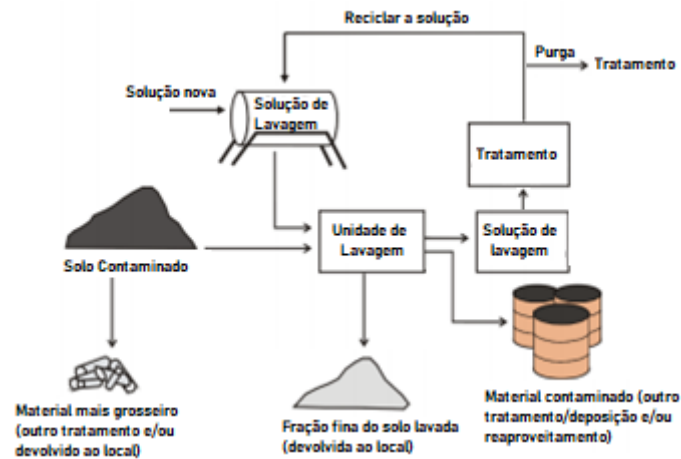 Reciclar a solução
Purga
Tratamento
Solução nova
Solução de
Lavagem
Tratamento
Unidade de
Lavagem
Solução de
lavagem
Solo Contaminado
Material mais grosseiro
(outro tratamento e/ou
devolvido ao local)
Fração fina do solo lavada
(devolvida ao local)
Material contaminado (outro
tratamento/deposição e/ou
reaproveitamento)